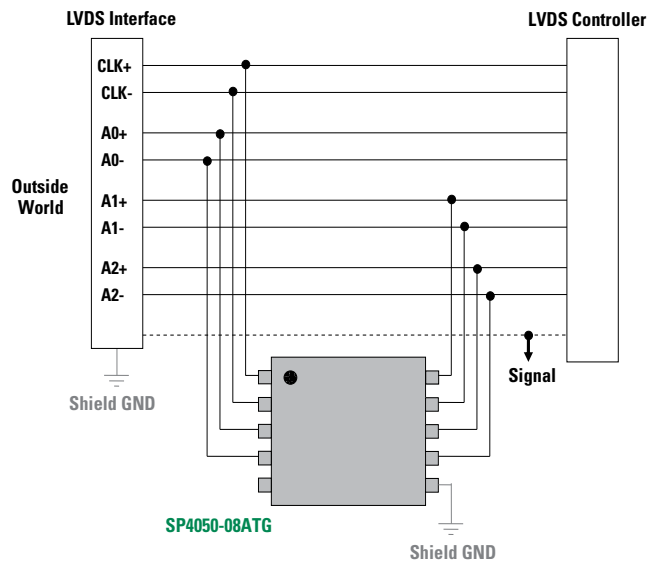 LVDS Interface
LVDS Controller
CLK+
CLK-
A0+
A0-
Outside
World
A1+
A1-
A2+
A2-
Signal
Shield GND
SP4050-08ATG
Shield GND